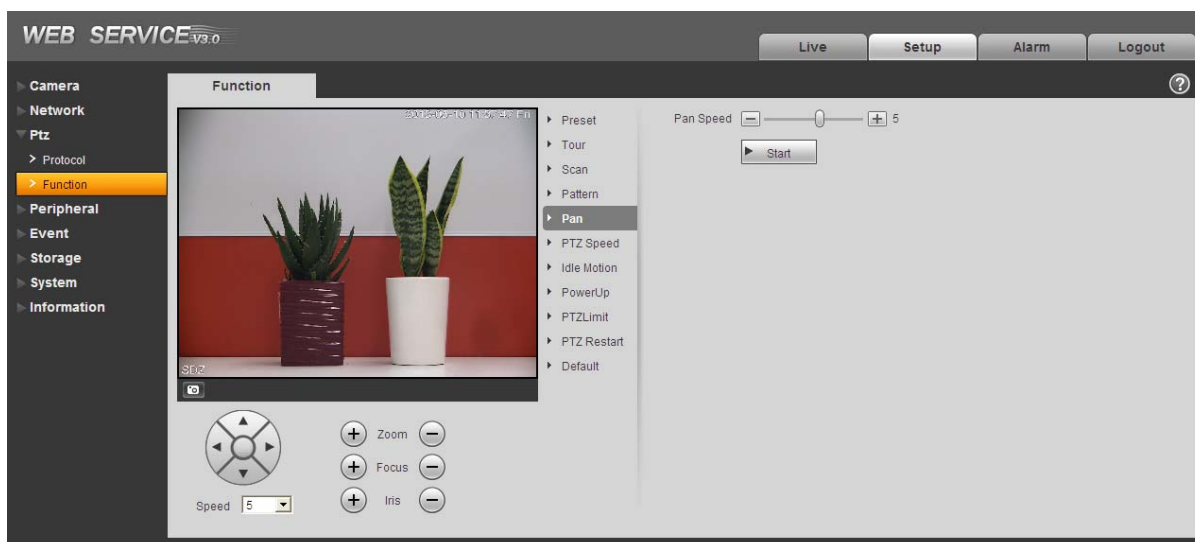 WEB SERVICE V3.0
Live
Setup
Alarm
Logout
Camera
Network
Ptz
Protocol
Function
Peripheral
Event
Storage
System
Information
Function
SDZ
Preset
Tour
Scan
Pattern
Pan
PTZ Speed
Idle Motion
PowerUp
PTZLimit
PTZ Restart
Default
Pan Speed 5
Start
Zoom
Focus
Iris
Speed 5